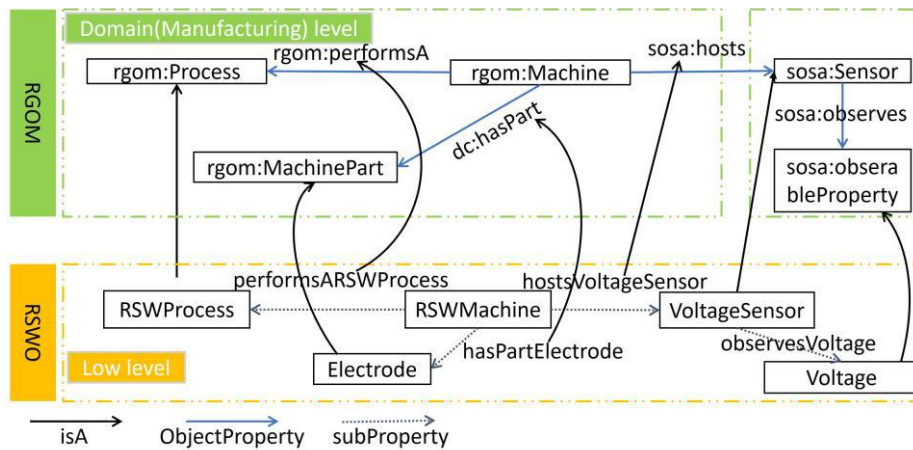 Domain(Manufacturing) level
rgom:performsA
sosa:hosts
rgom:Process
rgom:Machine
sosa:Sensor
RGOM
sosa:observes
dc:hasPart
rgom:MachinePart
sosa:obsera
bleProperty
performsARSWProcess
hostsVoltageSensor
RSWProcess
RSWMachine
VoltageSensor
RSWO
hasPartElectrode
observesVoltage
Low level
Electrode
Voltage
isA
ObjectProperty
subProperty